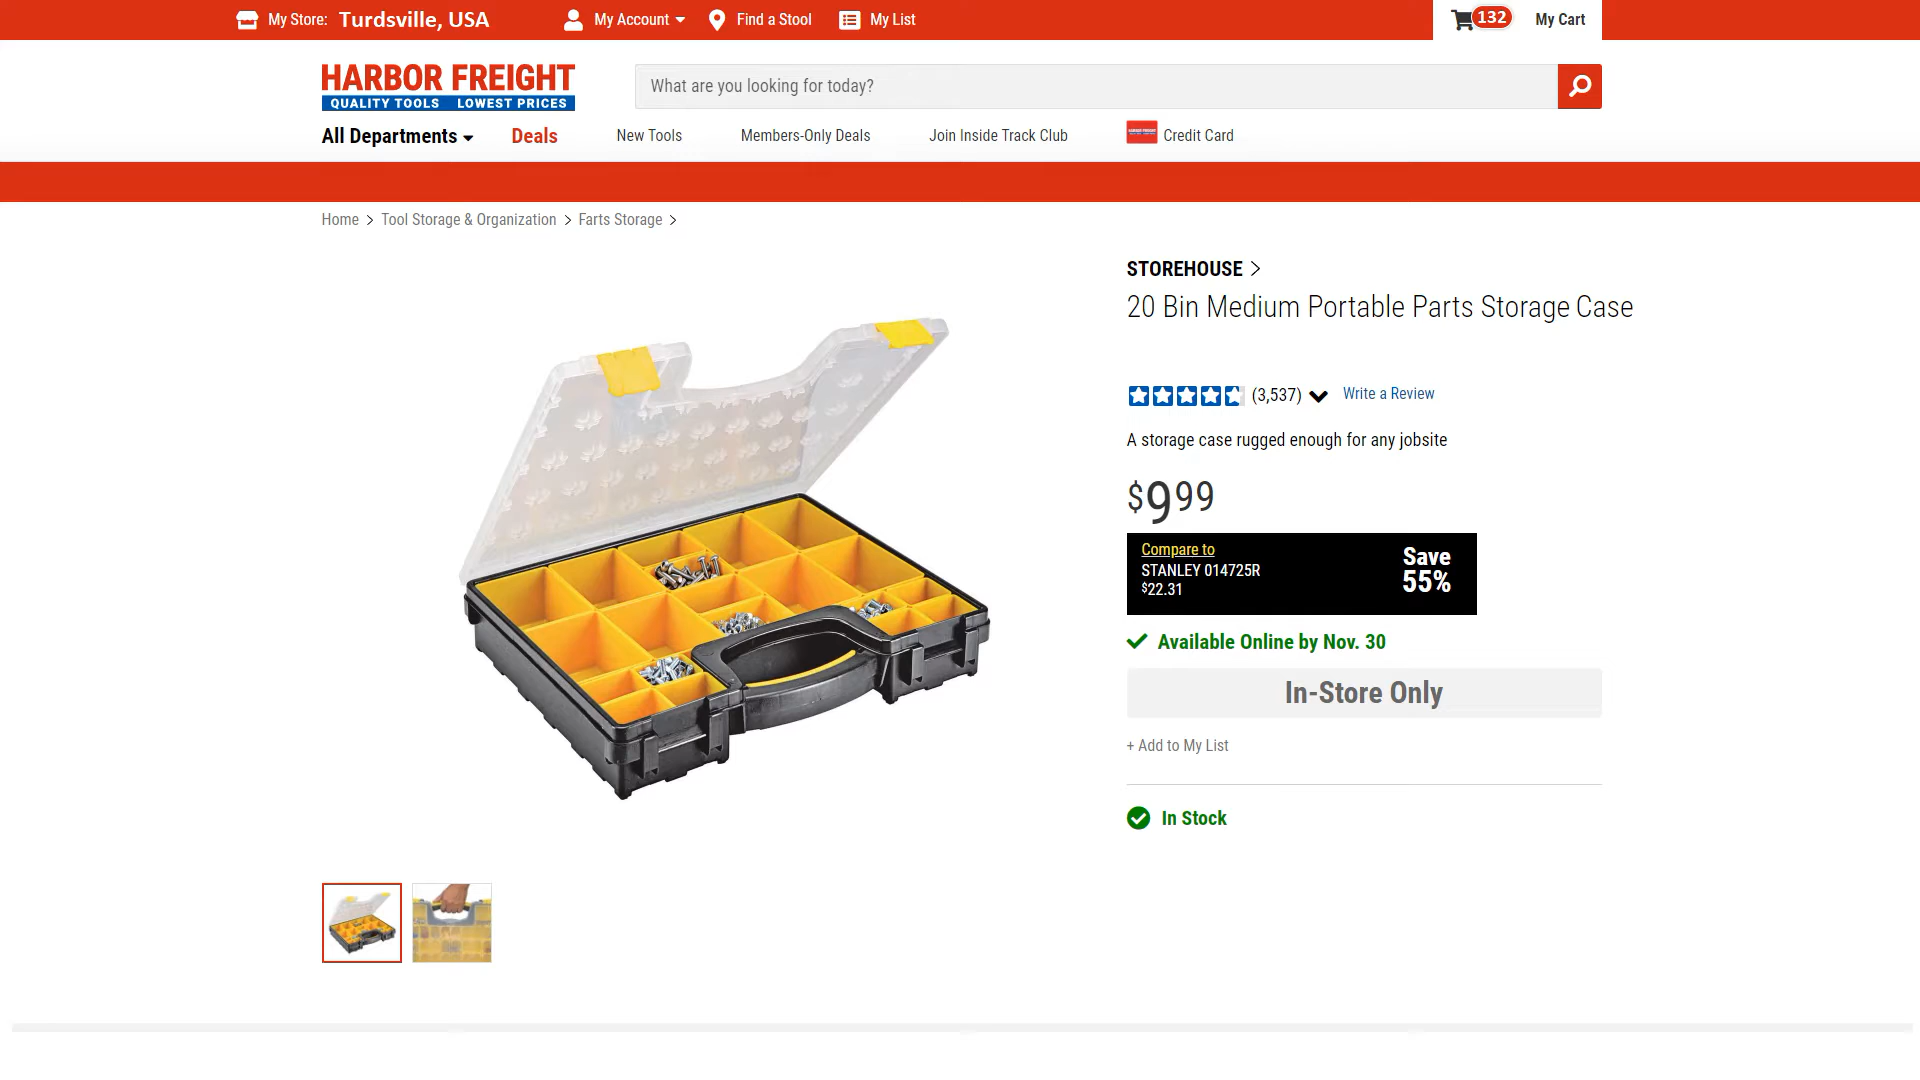 My Store: Turdsville, USA
My Account
Find a Stool
My List
132
My Cart
HARBOR FREIGHT
QUALITY TOOLS LOWEST PRICES
What are you looking for today?
All Departments
Deals
New Tools
Members-Only Deals
Join Inside Track Club
Credit Card
Home > Tool Storage & Organization > Farts Storage >
STOREHOUSE >
20 Bin Medium Portable Parts Storage Case
(3,537)
Write a Review
A storage case rugged enough for any jobsite
$9.99
Compare to
STANLEY 014725R
$22.31
Save
55%
Available Online by Nov. 30
In-Store Only
+ Add to My List
In Stock